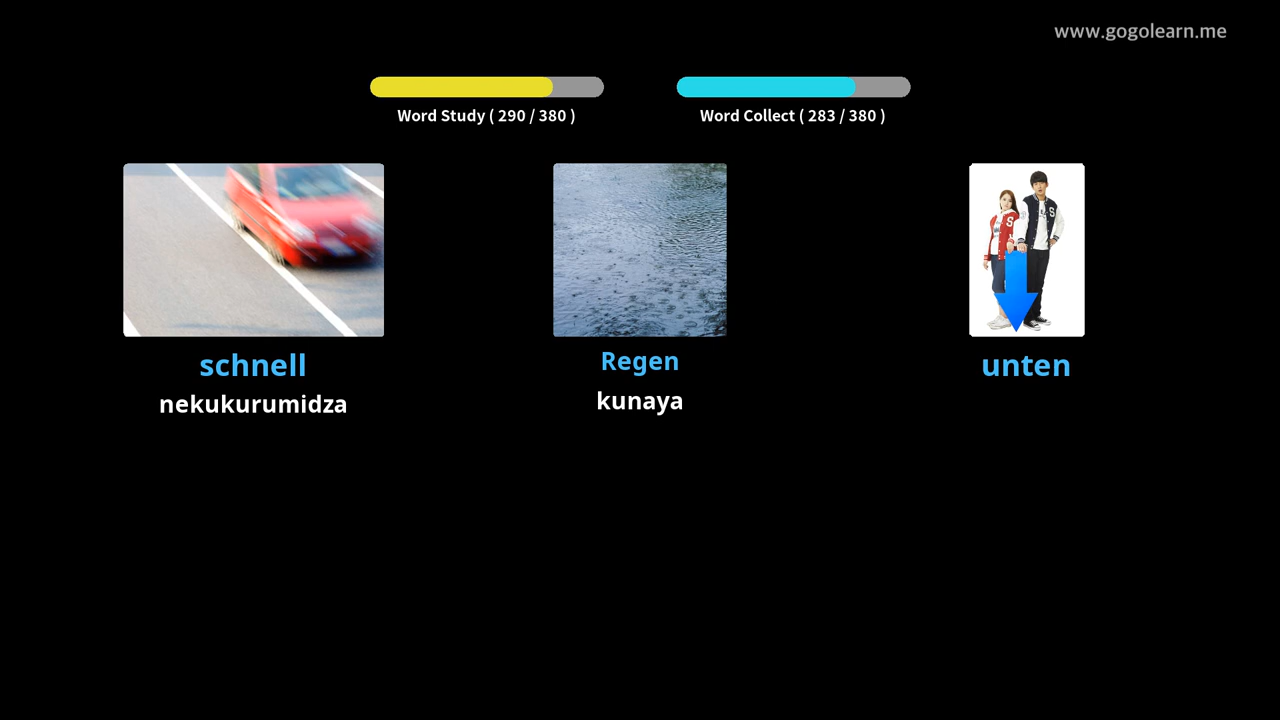 www.gogolearn.me
Word Study ( 290 / 380 )
Word Collect ( 283 / 380 )
schnell
nekukurumidza
Regen
kunaya
unten